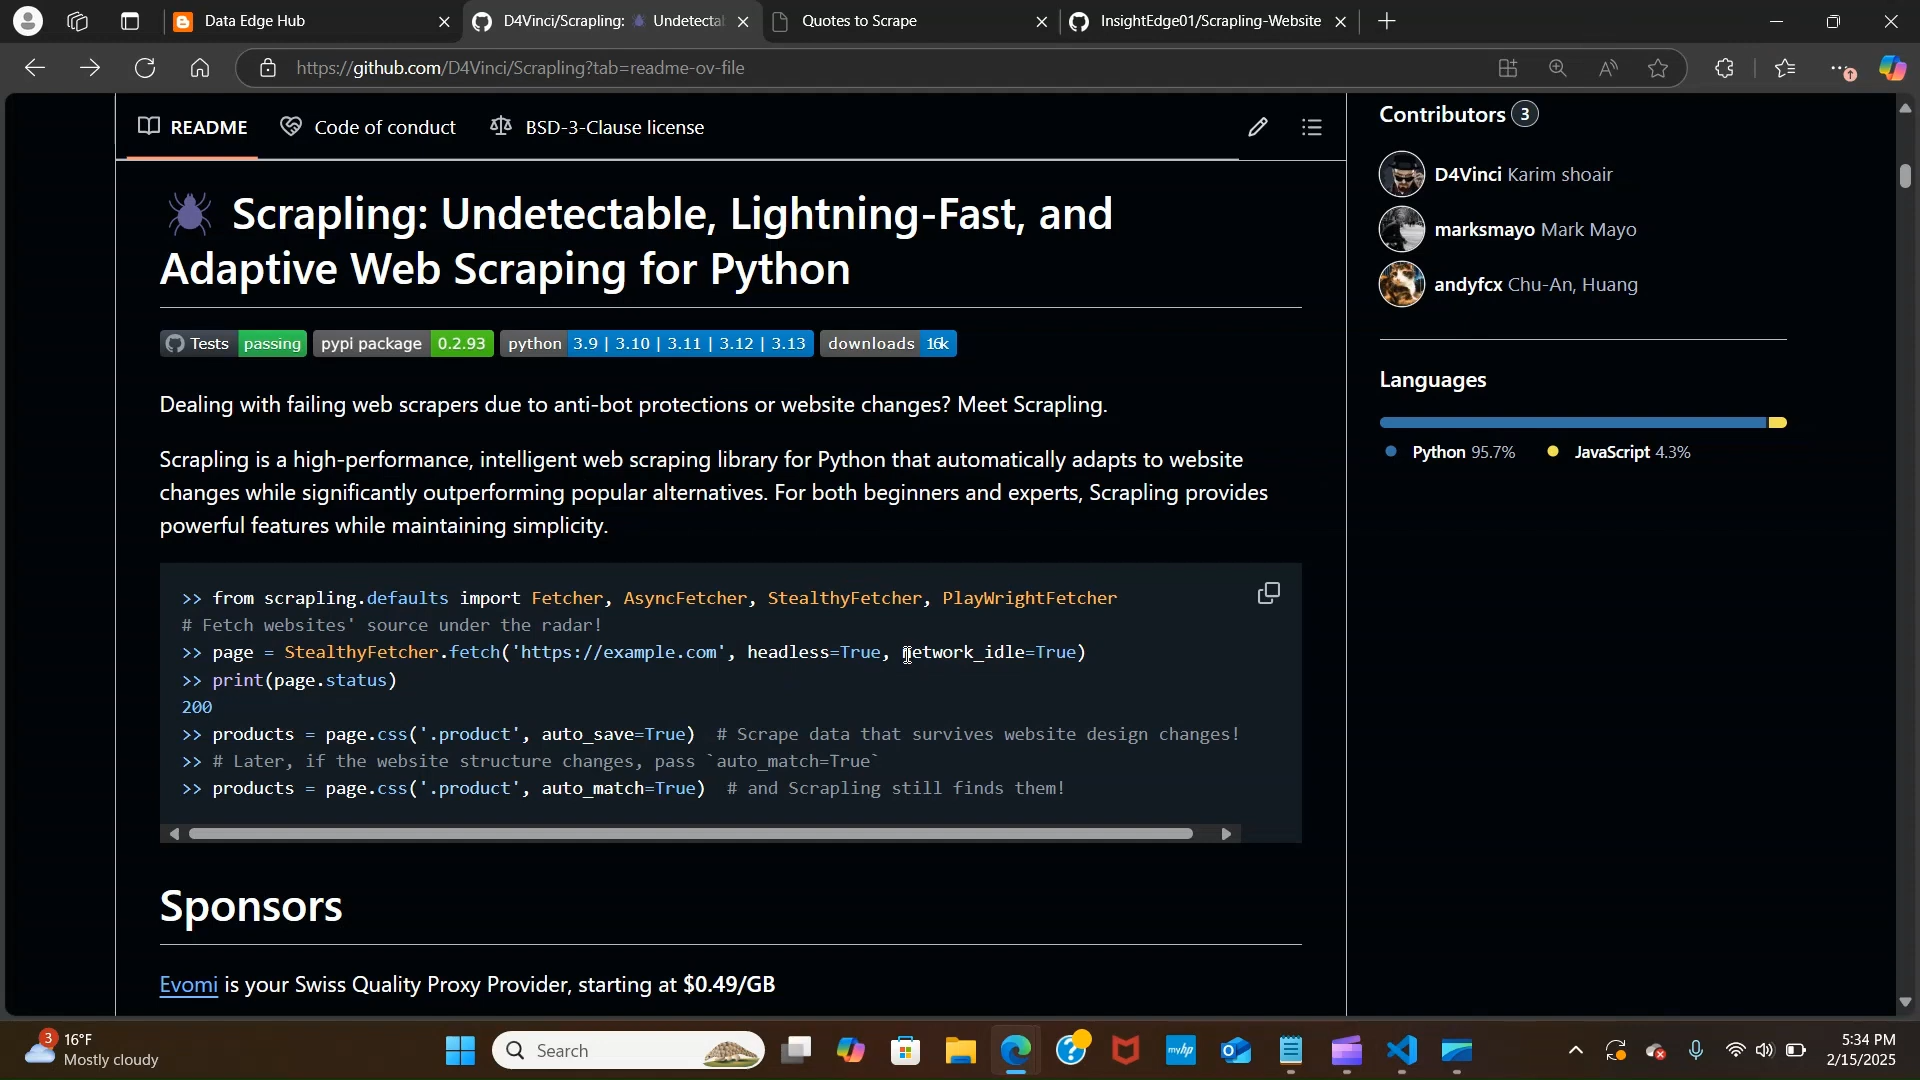 Data Edge Hub
D4Vinci/Scrapling: Undetectal
Quotes to Scrape
InsightEdge01/Scrapling-Website
https://github.com/D4Vinci/Scrapling?tab=readme-ov-file
README
Code of conduct
BSD-3-Clause license
Scrapling: Undetectable, Lightning-Fast, and
Adaptive Web Scraping for Python
Tests passing
pypi package 0.2.93
python 3.9 | 3.10 | 3.11 | 3.12 | 3.13
downloads 16k
Dealing with failing web scrapers due to anti-bot protections or website changes? Meet Scrapling.
Scrapling is a high-performance, intelligent web scraping library for Python that automatically adapts to website
changes while significantly outperforming popular alternatives. For both beginners and experts, Scrapling provides
powerful features while maintaining simplicity.
>> from scrapling.defaults import Fetcher, AsyncFetcher, StealthyFetcher, PlayWrightFetcher
# Fetch websites' source under the radar!
>> page = StealthyFetcher.fetch('https://example.com', headless=True, network_idle=True)
>> print(page.status)
200
>> products = page.css('.product', auto_save=True)  # Scrape data that survives website design changes!
>> # Later, if the website structure changes, pass `auto_match=True`
>> products = page.css('.product', auto_match=True)  # and Scrapling still finds them!
Sponsors
Evomi is your Swiss Quality Proxy Provider, starting at $0.49/GB
Contributors 3
D4Vinci Karim shoair
marksmayo Mark Mayo
andyfcx Chu-An, Huang
Languages
Python 95.7%
JavaScript 4.3%
3
16°F
Mostly cloudy
Search
myhp
5:34 PM
2/15/2025